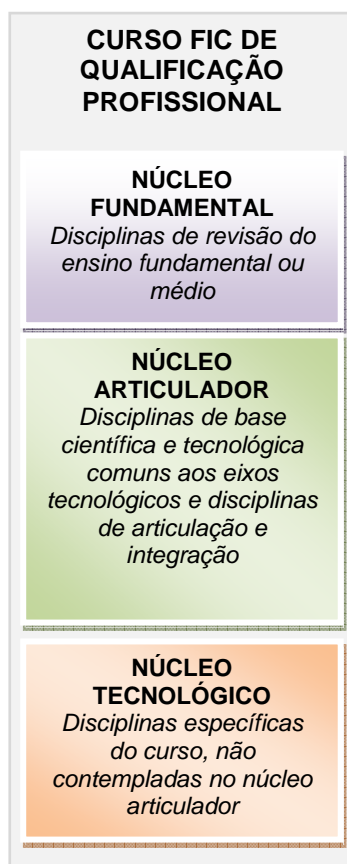 CURSO FIC DE
QUALIFICAÇÃO
PROFISSIONAL
NÚCLEO
FUNDAMENTAL
Disciplinas de revisão do
ensino fundamental ou
médio
NÚCLEO
ARTICULADOR
Disciplinas de base
científica e tecnológica
comuns aos eixos
tecnológicos e disciplinas
de articulação e
integração
NÚCLEO
TECNOLÓGICO
Disciplinas específicas
do curso, não
contempladas no núcleo
articulador